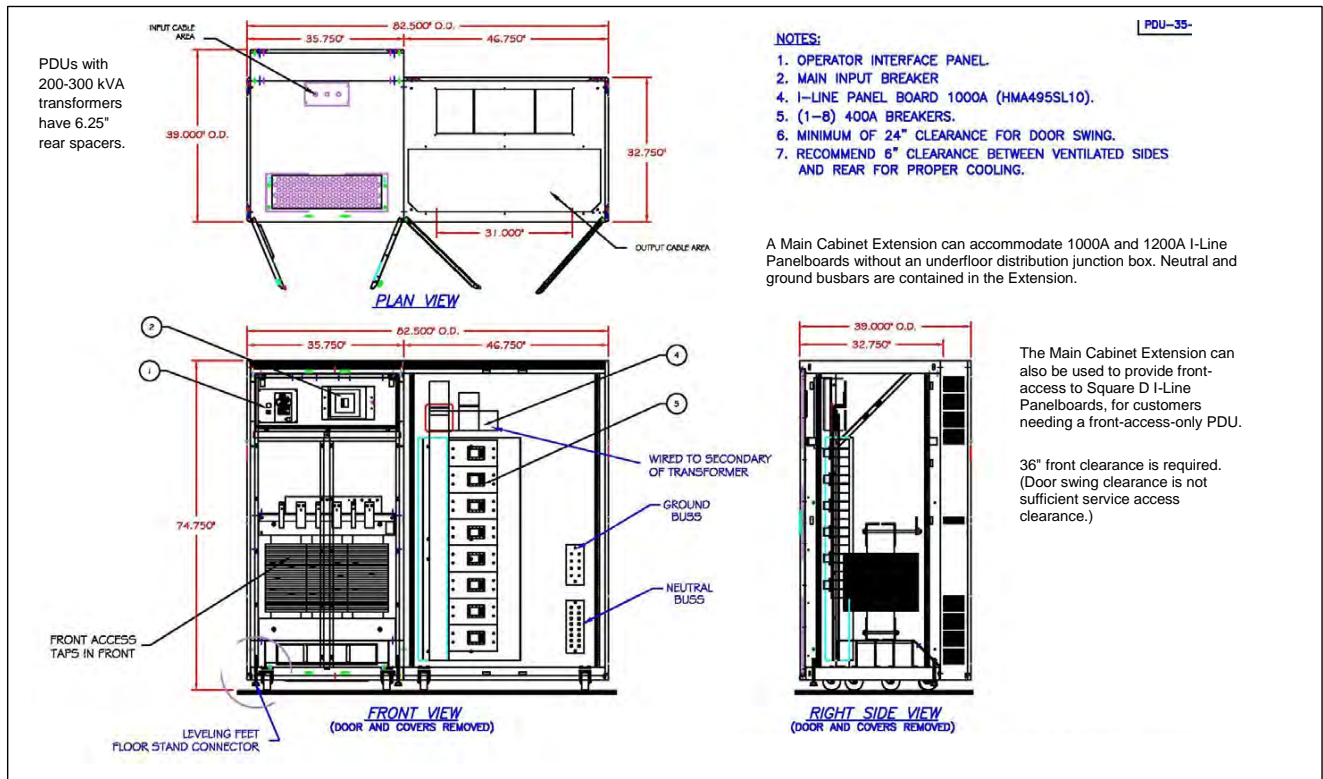 PDU-35-
PDUs with
200-300 kVA
transformers
have 6.25"
rear spacers.
INPUT CABLE
AREA
82.500" O.D.
35.750"
46.750"
39.000" O.D.
32.750"
31.000"
OUTPUT CABLE AREA
PLAN VIEW
NOTES:
1. OPERATOR INTERFACE PANEL.
2. MAIN INPUT BREAKER
4. I-LINE PANEL BOARD 1000A (HMA495SL10).
5. (1-8) 400A BREAKERS.
6. MINIMUM OF 24" CLEARANCE FOR DOOR SWING.
7. RECOMMEND 6" CLEARANCE BETWEEN VENTILATED SIDES
AND REAR FOR PROPER COOLING.
A Main Cabinet Extension can accommodate 1000A and 1200A I-Line
Panelboards without an underfloor distribution junction box. Neutral and
ground busbars are contained in the Extension.
82.500" O.D.
35.750"
46.750"
2
1
4
5
74.750"
WIRED TO SECONDARY
OF TRANSFORMER
GROUND
BUSS
NEUTRAL
BUSS
FRONT ACCESS
TAPS IN FRONT
LEVELING FEET
FLOOR STAND CONNECTOR
FRONT VIEW
(DOOR AND COVERS REMOVED)
39.000" O.D.
32.750"
RIGHT SIDE VIEW
(DOOR AND COVERS REMOVED)
The Main Cabinet Extension can
also be used to provide front-
access to Square D I-Line
Panelboards, for customers
needing a front-access-only PDU.
36" front clearance is required.
(Door swing clearance is not
sufficient service access
clearance.)